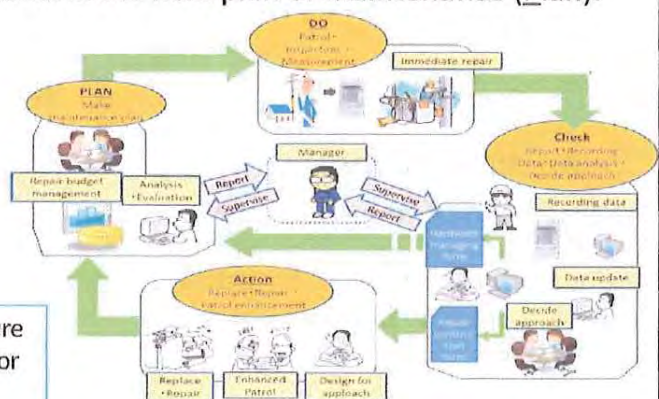 DO
Patrol・
Inspection・
Measurement
Immediate repair
PLAN
Make
maintenance plan
Repair budget
management
Analysis
・Evaluation
Report
Supervise
Manager
Supervise
Report
Check
Report・Recording
Data・Data analysis・
Decide approach
Recording data
Data update
Decide
approach
Action
Replace・Repair・
Patrol enhancement
Replace
・Repair
Enhanced
Patrol
Design for
approach
ure
or